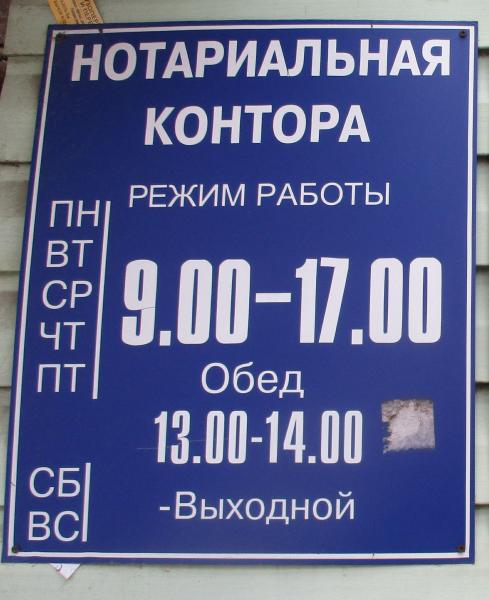 НОТАРИАЛЬНАЯ
КОНТОРА
РЕЖИМ РАБОТЫ
ПН
ВТ
СР
ЧТ
ПТ
9.00-17.00
Обед
13.00-14.00
СБ
ВС
-Выходной